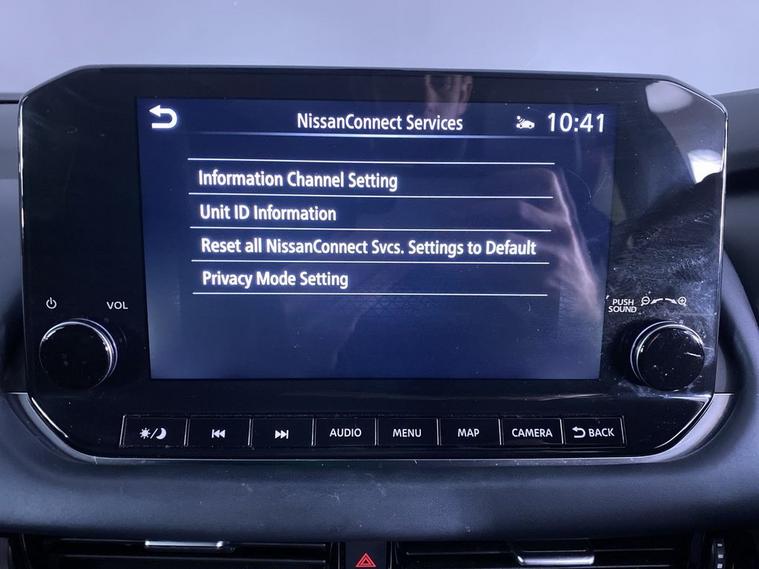 NissanConnect Services
10:41
Information Channel Setting
Unit ID Information
Reset all NissanConnect Svcs. Settings to Default
Privacy Mode Setting
VOL
PUSH
SOUND
AUDIO
MENU
MAP
CAMERA
BACK